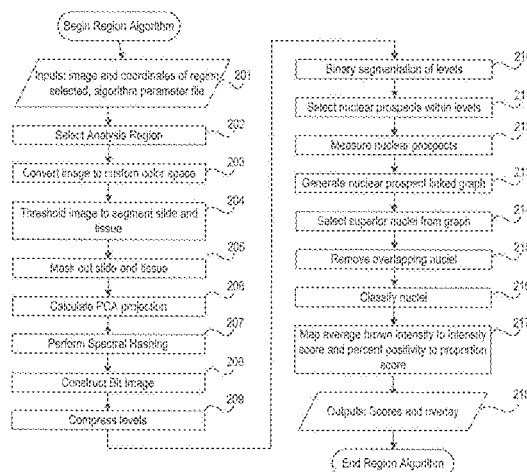 Begin Region Algorithm
Inputs: image and coordinates of region
selected, algorithm parameter file
201
Select Analysis Region
202
Convert image to custom color space
203
Threshold image to segment slide and
tissue
204
Mask out slide and tissue
205
Calculate PCA projection
206
Perform Spectral Hashing
207
Construct Bit Image
208
Compress levels
209
Binary segmentation of levels
Select nuclear prospects within levels
Measure nuclear prospects
Generate nuclear prospect linked graph
Select superior nuclei from graph
Remove overlapping nuclei
Classify nuclei
216
Map average brown intensity to intensity
score and percent positivity to proportion
score
217
Outputs: Scores and overlay
218
End Region Algorithm